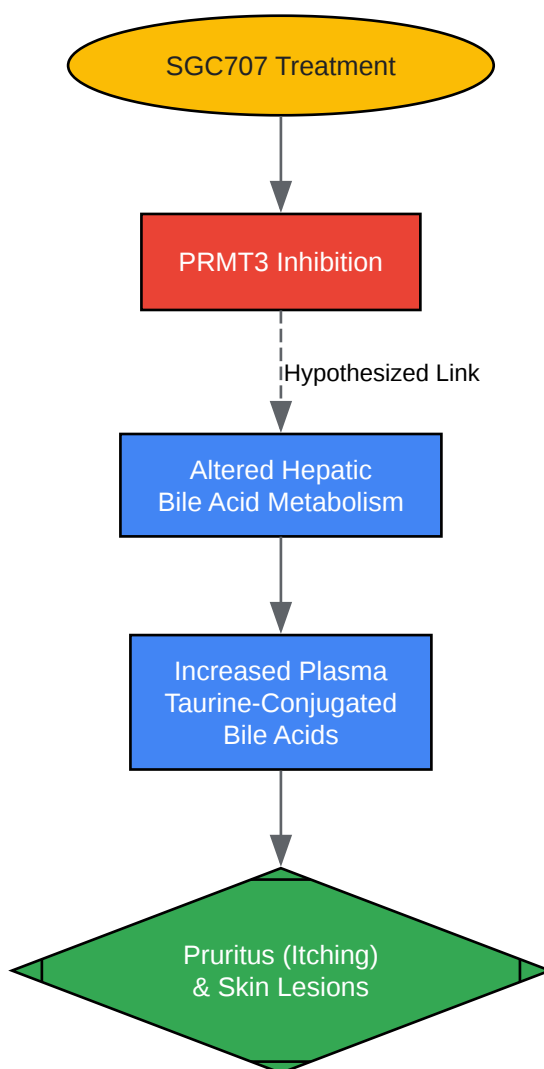 SGC707 Treatment
PRMT3 Inhibition
Hypothesized Link
Altered Hepatic
Bile Acid Metabolism
Increased Plasma
Taurine-Conjugated
Bile Acids
Pruritus (Itching)
& Skin Lesions